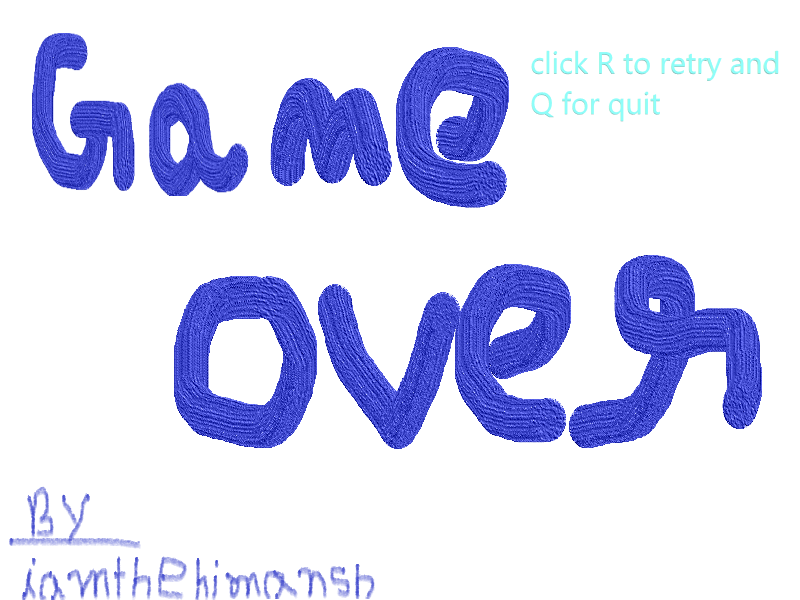 Game
click R to retry and
Q for quit
Over
BY
iamthehimansh